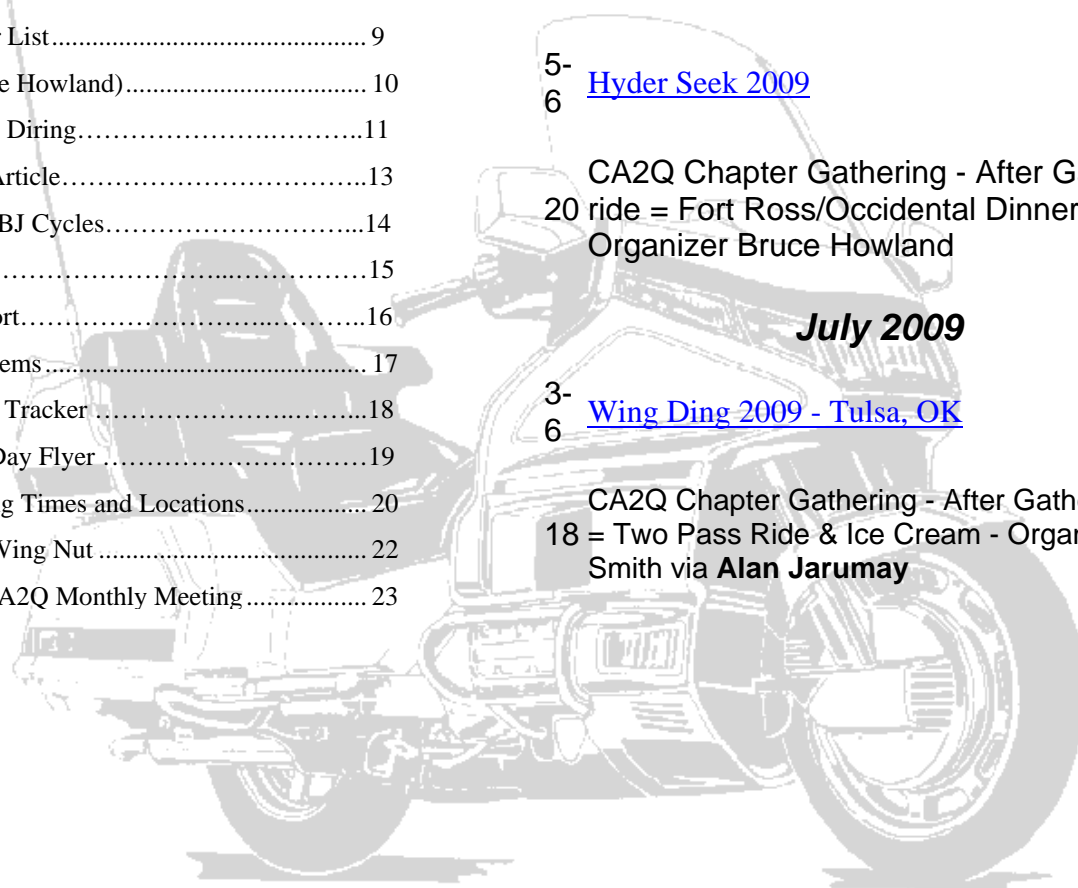 List.............................................. 9
e Howland).................................... 10
Diring……………………………..11
Article………………………………..13
BJ Cycles…………………………...14
…………………………...………………15
ort…………………………..…………..16
ems................................................ 17
Tracker …………………………...18
Day Flyer ……………………………19
g Times and Locations.................. 20
Wing Nut ........................................ 22
A2Q Monthly Meeting.................. 23
5-
6 Hyder Seek 2009
CA2Q Chapter Gathering - After G
20 ride = Fort Ross/Occidental Dinner
Organizer Bruce Howland
July 2009
3-
6 Wing Ding 2009 - Tulsa, OK
CA2Q Chapter Gathering - After Gath
18 = Two Pass Ride & Ice Cream - Organ
Smith via Alan Jarumay